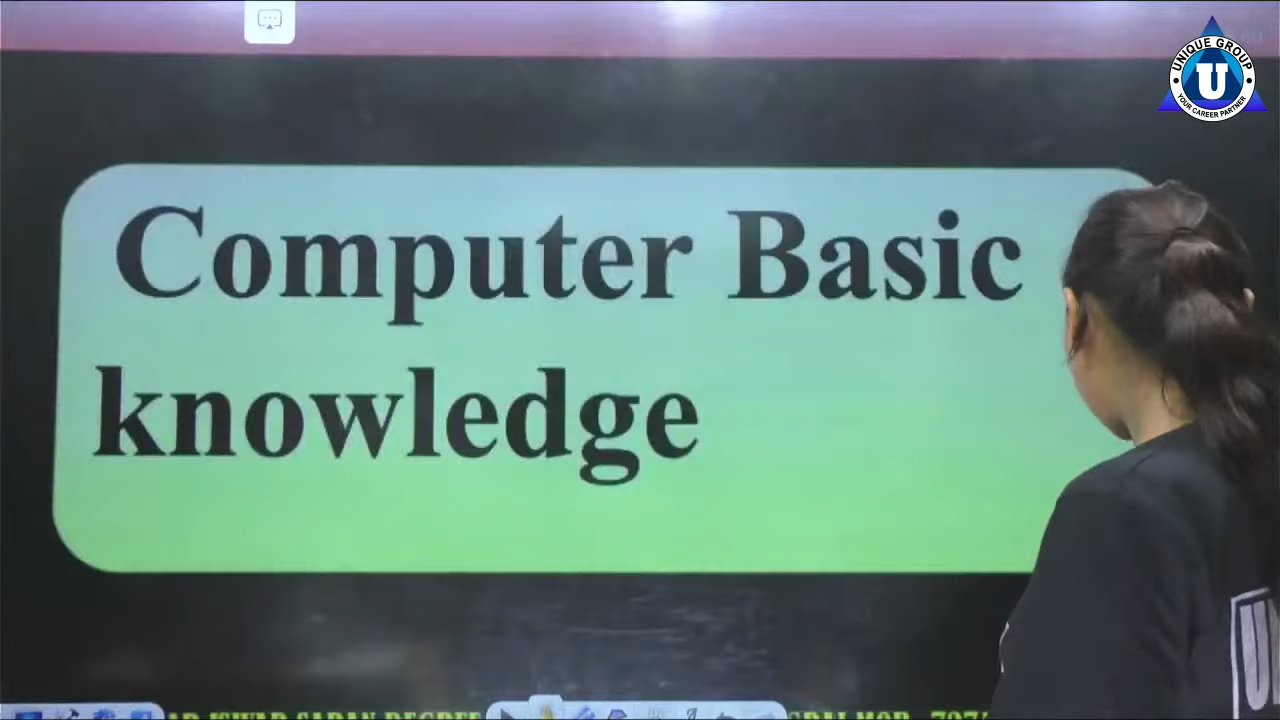 UNIQUE GROUP
U
YOUR CAREER PARTNER
Computer Basic
knowledge